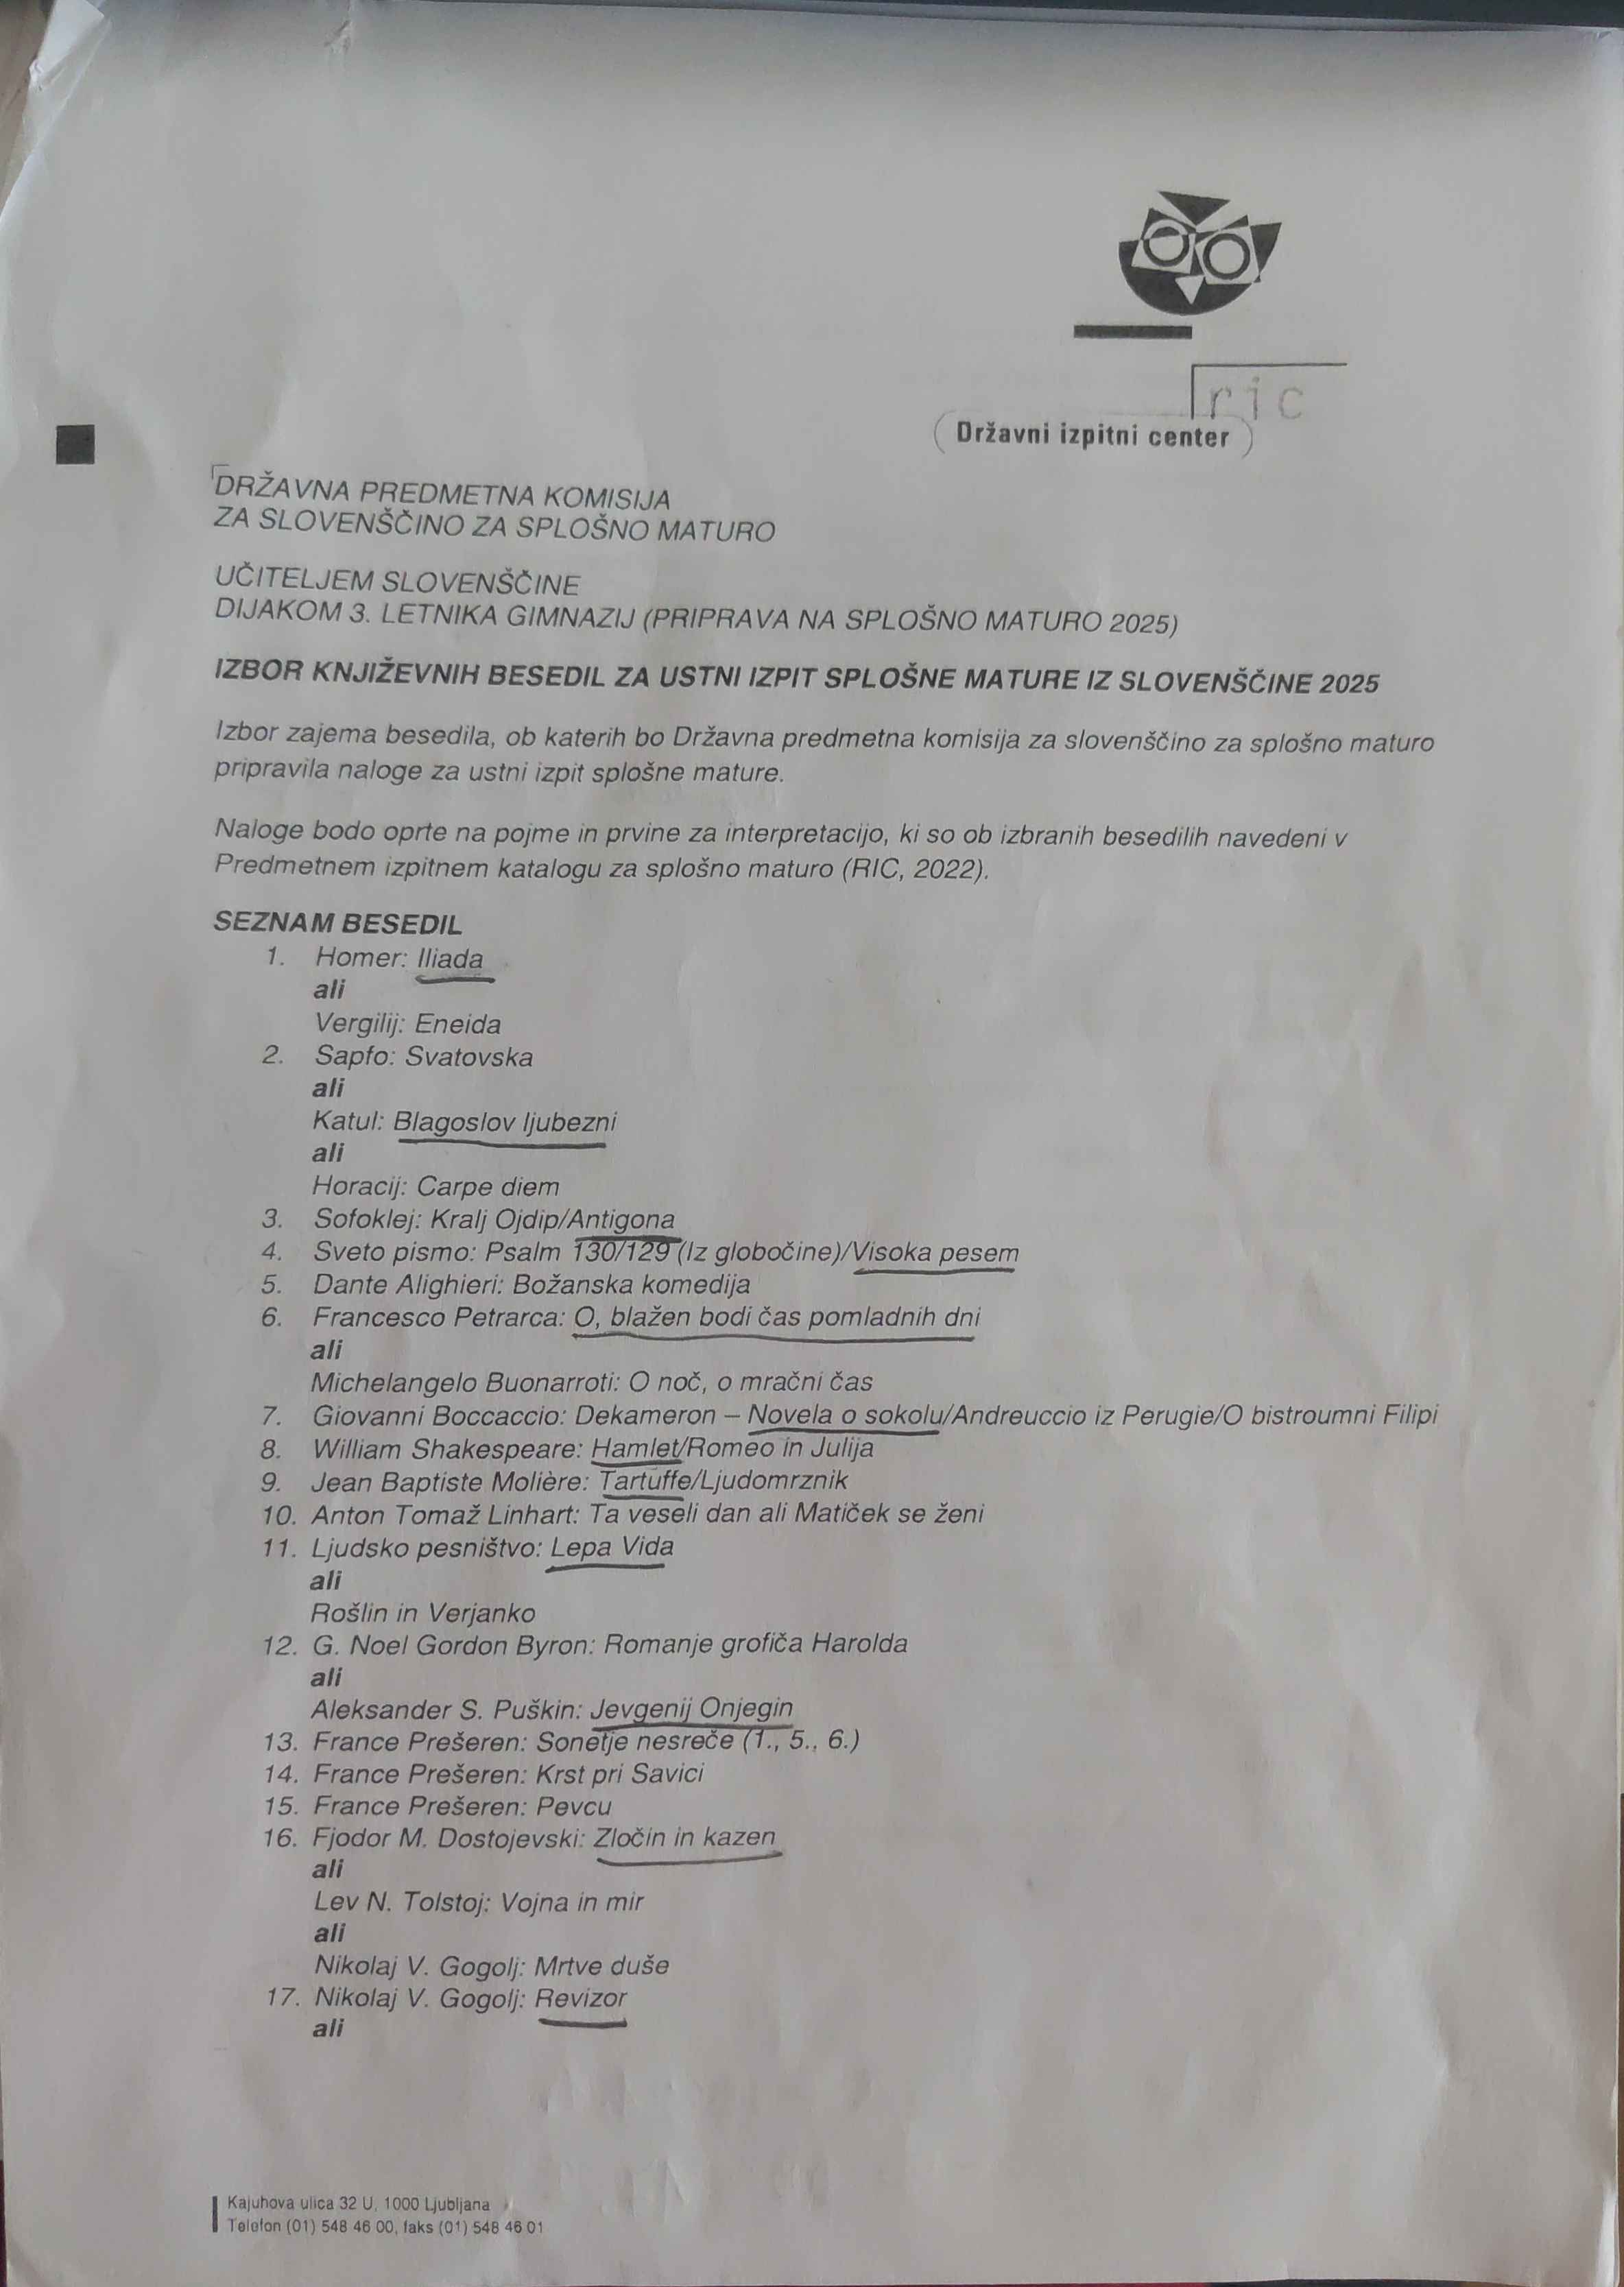 ric
Državni izpitni center
DRŽAVNA PREDMETNA KOMISIJA
ZA SLOVENŠČINO ZA SPLOŠNO MATURO
UČITELJEM SLOVENŠČINE
DIJAKOM 3. LETNIKA GIMNAZIJ (PRIPRAVA NA SPLOŠNO MATURO 2025)
IZBOR KNJIŽEVNIH BESEDIL ZA USTNI IZPIT SPLOŠNE MATURE IZ SLOVENŠČINE 2025
Izbor zajema besedila, ob katerih bo Državna predmetna komisija za slovenščino za splošno maturo
pripravila naloge za ustni izpit splošne mature.
Naloge bodo oprte na pojme in prvine za interpretacijo, ki so ob izbranih besedilih navedeni v
Predmetnem izpitnem katalogu za splošno maturo (RIC, 2022).
SEZNAM BESEDIL
1. Homer: Iliada
ali
Vergilij: Eneida
2. Sapfo: Svatovska
ali
Katul: Blagoslov ljubezni
ali
Horacij: Carpe diem
3. Sofoklej: Kralj Ojdip/Antigona
4. Sveto pismo: Psalm 130/129 (Iz globočine)/Visoka pesem
5. Dante Alighieri: Božanska komedija
6. Francesco Petrarca: O, blažen bodi čas pomladnih dni
ali
Michelangelo Buonarroti: O noč, o mračni čas
7. Giovanni Boccaccio: Dekameron – Novela o sokolu/Andreuccio iz Perugie/O bistroumni Filipi
8. William Shakespeare: Hamlet/Romeo in Julija
9. Jean Baptiste Molière: Tartuffe/Ljudomrznik
10. Anton Tomaž Linhart: Ta veseli dan ali Matiček se ženi
11. Ljudsko pesništvo: Lepa Vida
ali
Rošlin in Verjanko
12. G. Noel Gordon Byron: Romanje grofiča Harolda
ali
Aleksander S. Puškin: Jevgenij Onjegin
13. France Prešeren: Sonetje nesreče (1., 5., 6.)
14. France Prešeren: Krst pri Savici
15. France Prešeren: Pevcu
16. Fjodor M. Dostojevski: Zločin in kazen
ali
Lev N. Tolstoj: Vojna in mir
ali
Nikolaj V. Gogolj: Mrtve duše
17. Nikolaj V. Gogolj: Revizor
ali
Kajuhova ulica 32 U, 1000 Ljubljana
Telefon (01) 548 46 00, faks (01) 548 46 01